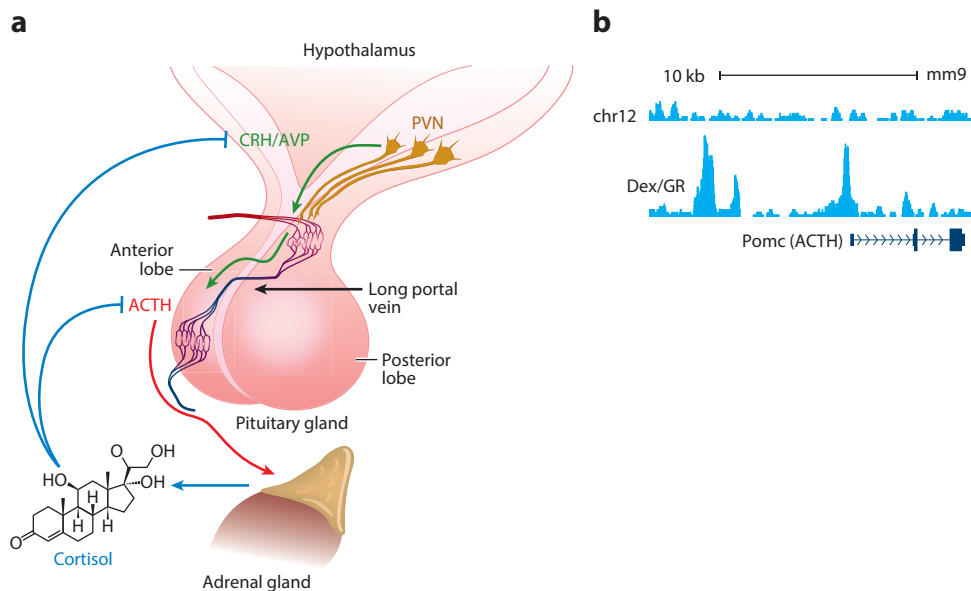 a
Hypothalamus
CRH/AVP
PVN
Anterior
lobe
Long portal
vein
ACTH
Posterior
lobe
Pituitary gland
O
OH
HO
OH
H
H
H
O
Cortisol
Adrenal gland
b
10 kb
mm9
chr12
Dex/GR
Pomc (ACTH)